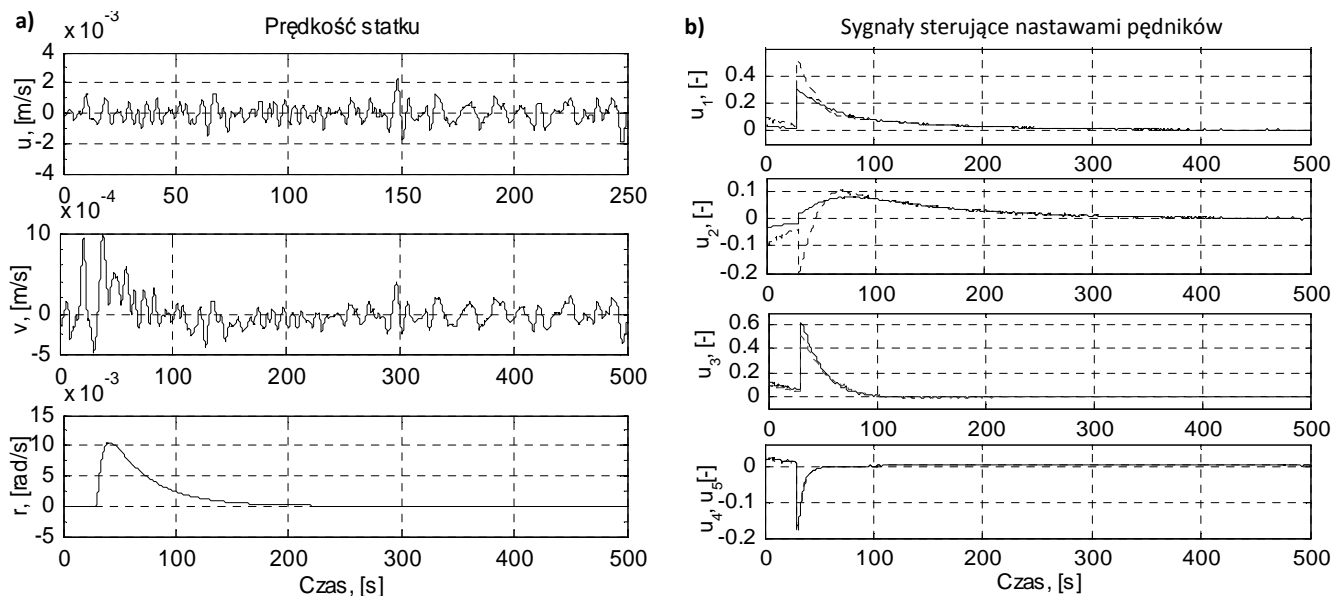 a)
Prędkość statku
x 10⁻³
4
2
0
-2
-4
u, [m/s]
0 50 100 150 200 250
x 10⁻⁴
10
5
0
-5
v, [m/s]
0 100 200 300 400 500
x 10⁻³
15
10
5
0
-5
r, [rad/s]
0 100 200 300 400 500
Czas, [s]
b)
Sygnały sterujące nastawami pędników
0.4
0.2
0
u₁, [-]
0 100 200 300 400 500
0.1
0
-0.1
-0.2
u₂, [-]
0 100 200 300 400 500
0.6
0.4
0.2
0
u₃, [-]
0 100 200 300 400 500
0
-0.1
-0.2
u₄, u₅[-]
0 100 200 300 400 500
Czas, [s]